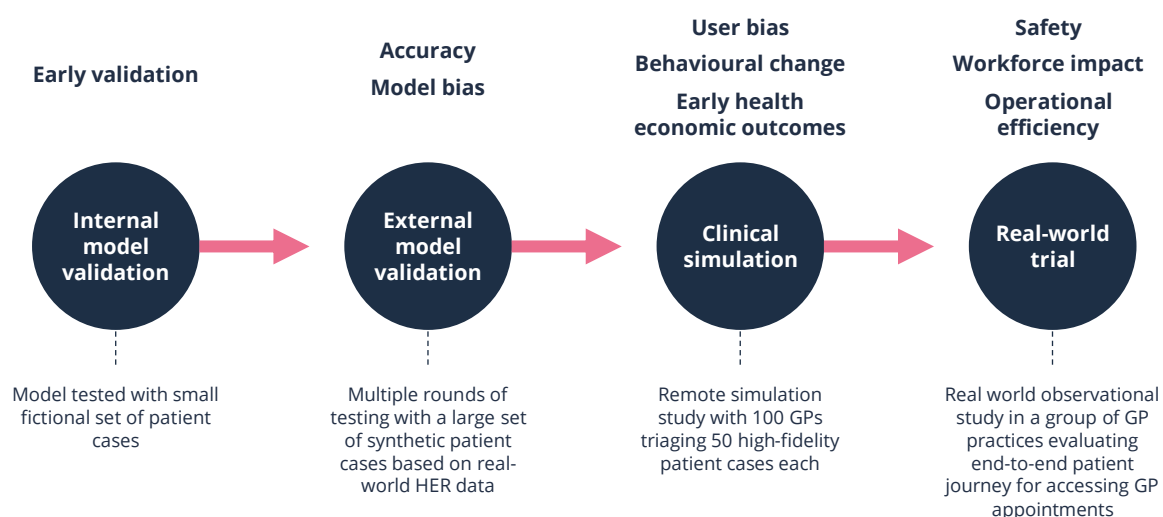 Early validation
Accuracy
Model bias
User bias
Behavioural change
Early health
economic outcomes
Safety
Workforce impact
Operational
efficiency
Internal
model
validation
External
model
validation
Clinical
simulation
Real-world
trial
Model tested with small
fictional set of patient
cases
Multiple rounds of
testing with a large set
of synthetic patient
cases based on real-
world HER data
Remote simulation
study with 100 GPs
triaging 50 high-fidelity
patient cases each
Real world observational
study in a group of GP
practices evaluating
end-to-end patient
journey for accessing GP
appointments